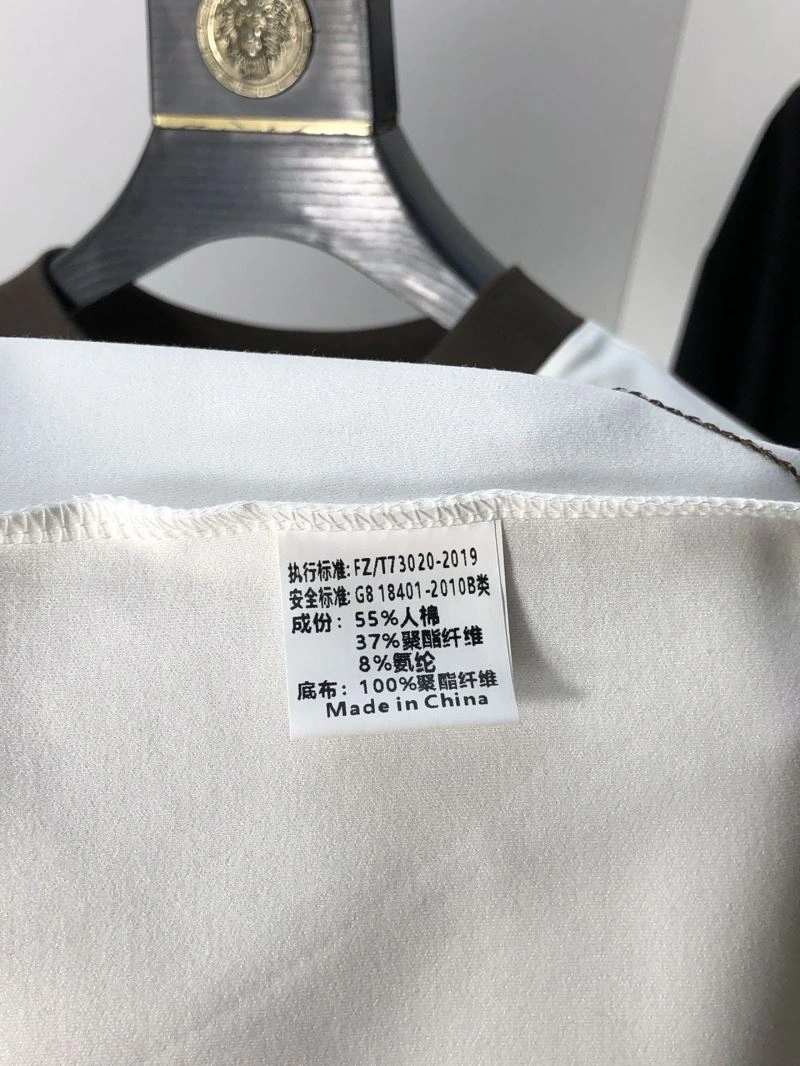 执行标准: FZ/T73020-2019
安全标准: G8 18401-2010B类
成份: 55%人棉
37%聚酯纤维
8%氨纶
底布: 100%聚酯纤维
Made in China